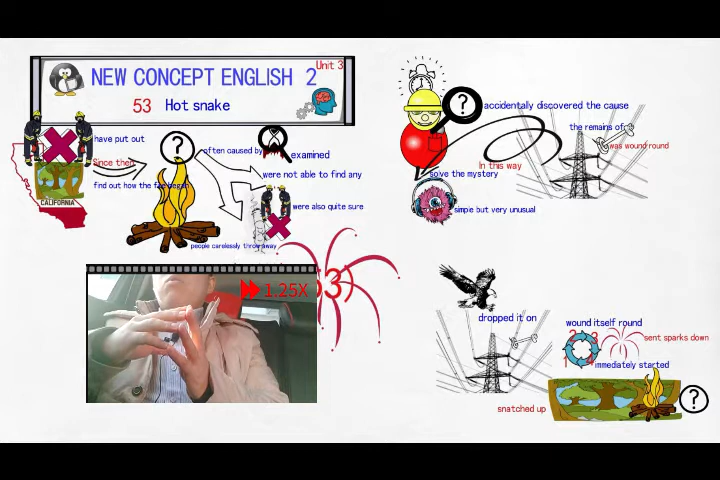 Unit 3
NEW CONCEPT ENGLISH 2
53 Hot snake
have put out
Since then
find out how the fire began
CALIFORNIA
?
often caused by
examined
were not able to find any
were also quite sure
people carelessly throw away
3)
1.25X
?
accidentally discovered the cause
the remains of
was wound round
In this way
solve the mystery
simple but very unusual
dropped it on
wound itself round
sent sparks down
immediately started
snatched up
?